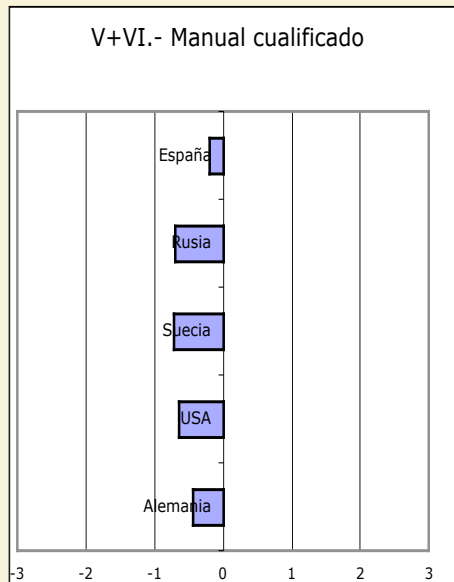 V+VI.- Manual cualificado
España
Rusia
Suecia
USA
Alemania
-3 -2 -1 0 1 2 3